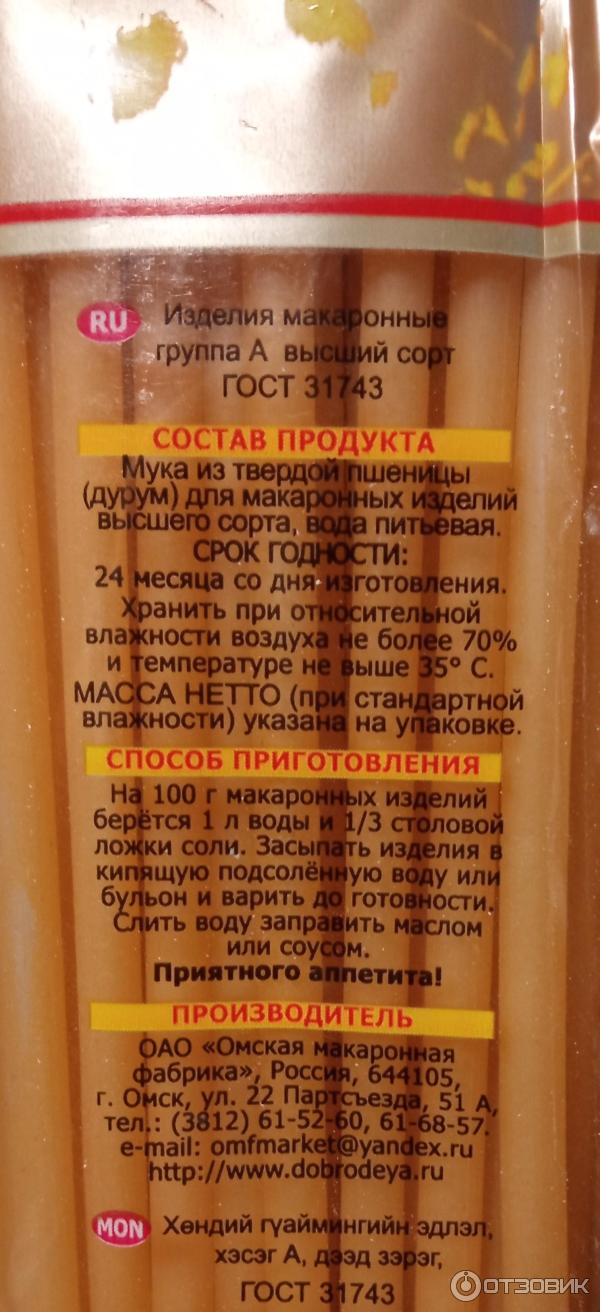 RU Изделия макаронные
группа А высший сорт
ГОСТ 31743
СОСТАВ ПРОДУКТА
Мука из твердой пшеницы
(дурум) для макаронных изделий
высшего сорта, вода питьевая.
СРОК ГОДНОСТИ:
24 месяца со дня изготовления.
Хранить при относительной
влажности воздуха не более 70%
и температуре не выше 35° С.
МАССА НЕТТО (при стандартной
влажности) указана на упаковке.
СПОСОБ ПРИГОТОВЛЕНИЯ
На 100 г макаронных изделий
берётся 1 л воды и 1/3 столовой
ложки соли. Засыпать изделия в
кипящую подсолённую воду или
бульон и варить до готовности.
Слить воду заправить маслом
или соусом.
Приятного аппетита!
ПРОИЗВОДИТЕЛЬ
ОАО «Омская макаронная
фабрика», Россия, 644105,
г. Омск, ул. 22 Партсъезда, 51 А,
тел.: (3812) 61-52-60, 61-68-57.
e-mail: omfmarket@yandex.ru
http://www.dobrodeya.ru
MON Хөндий гүаймингийн эдлэл,
хэсэг А, дээд зэрэг,
ГОСТ 31743
ОТЗОВИК